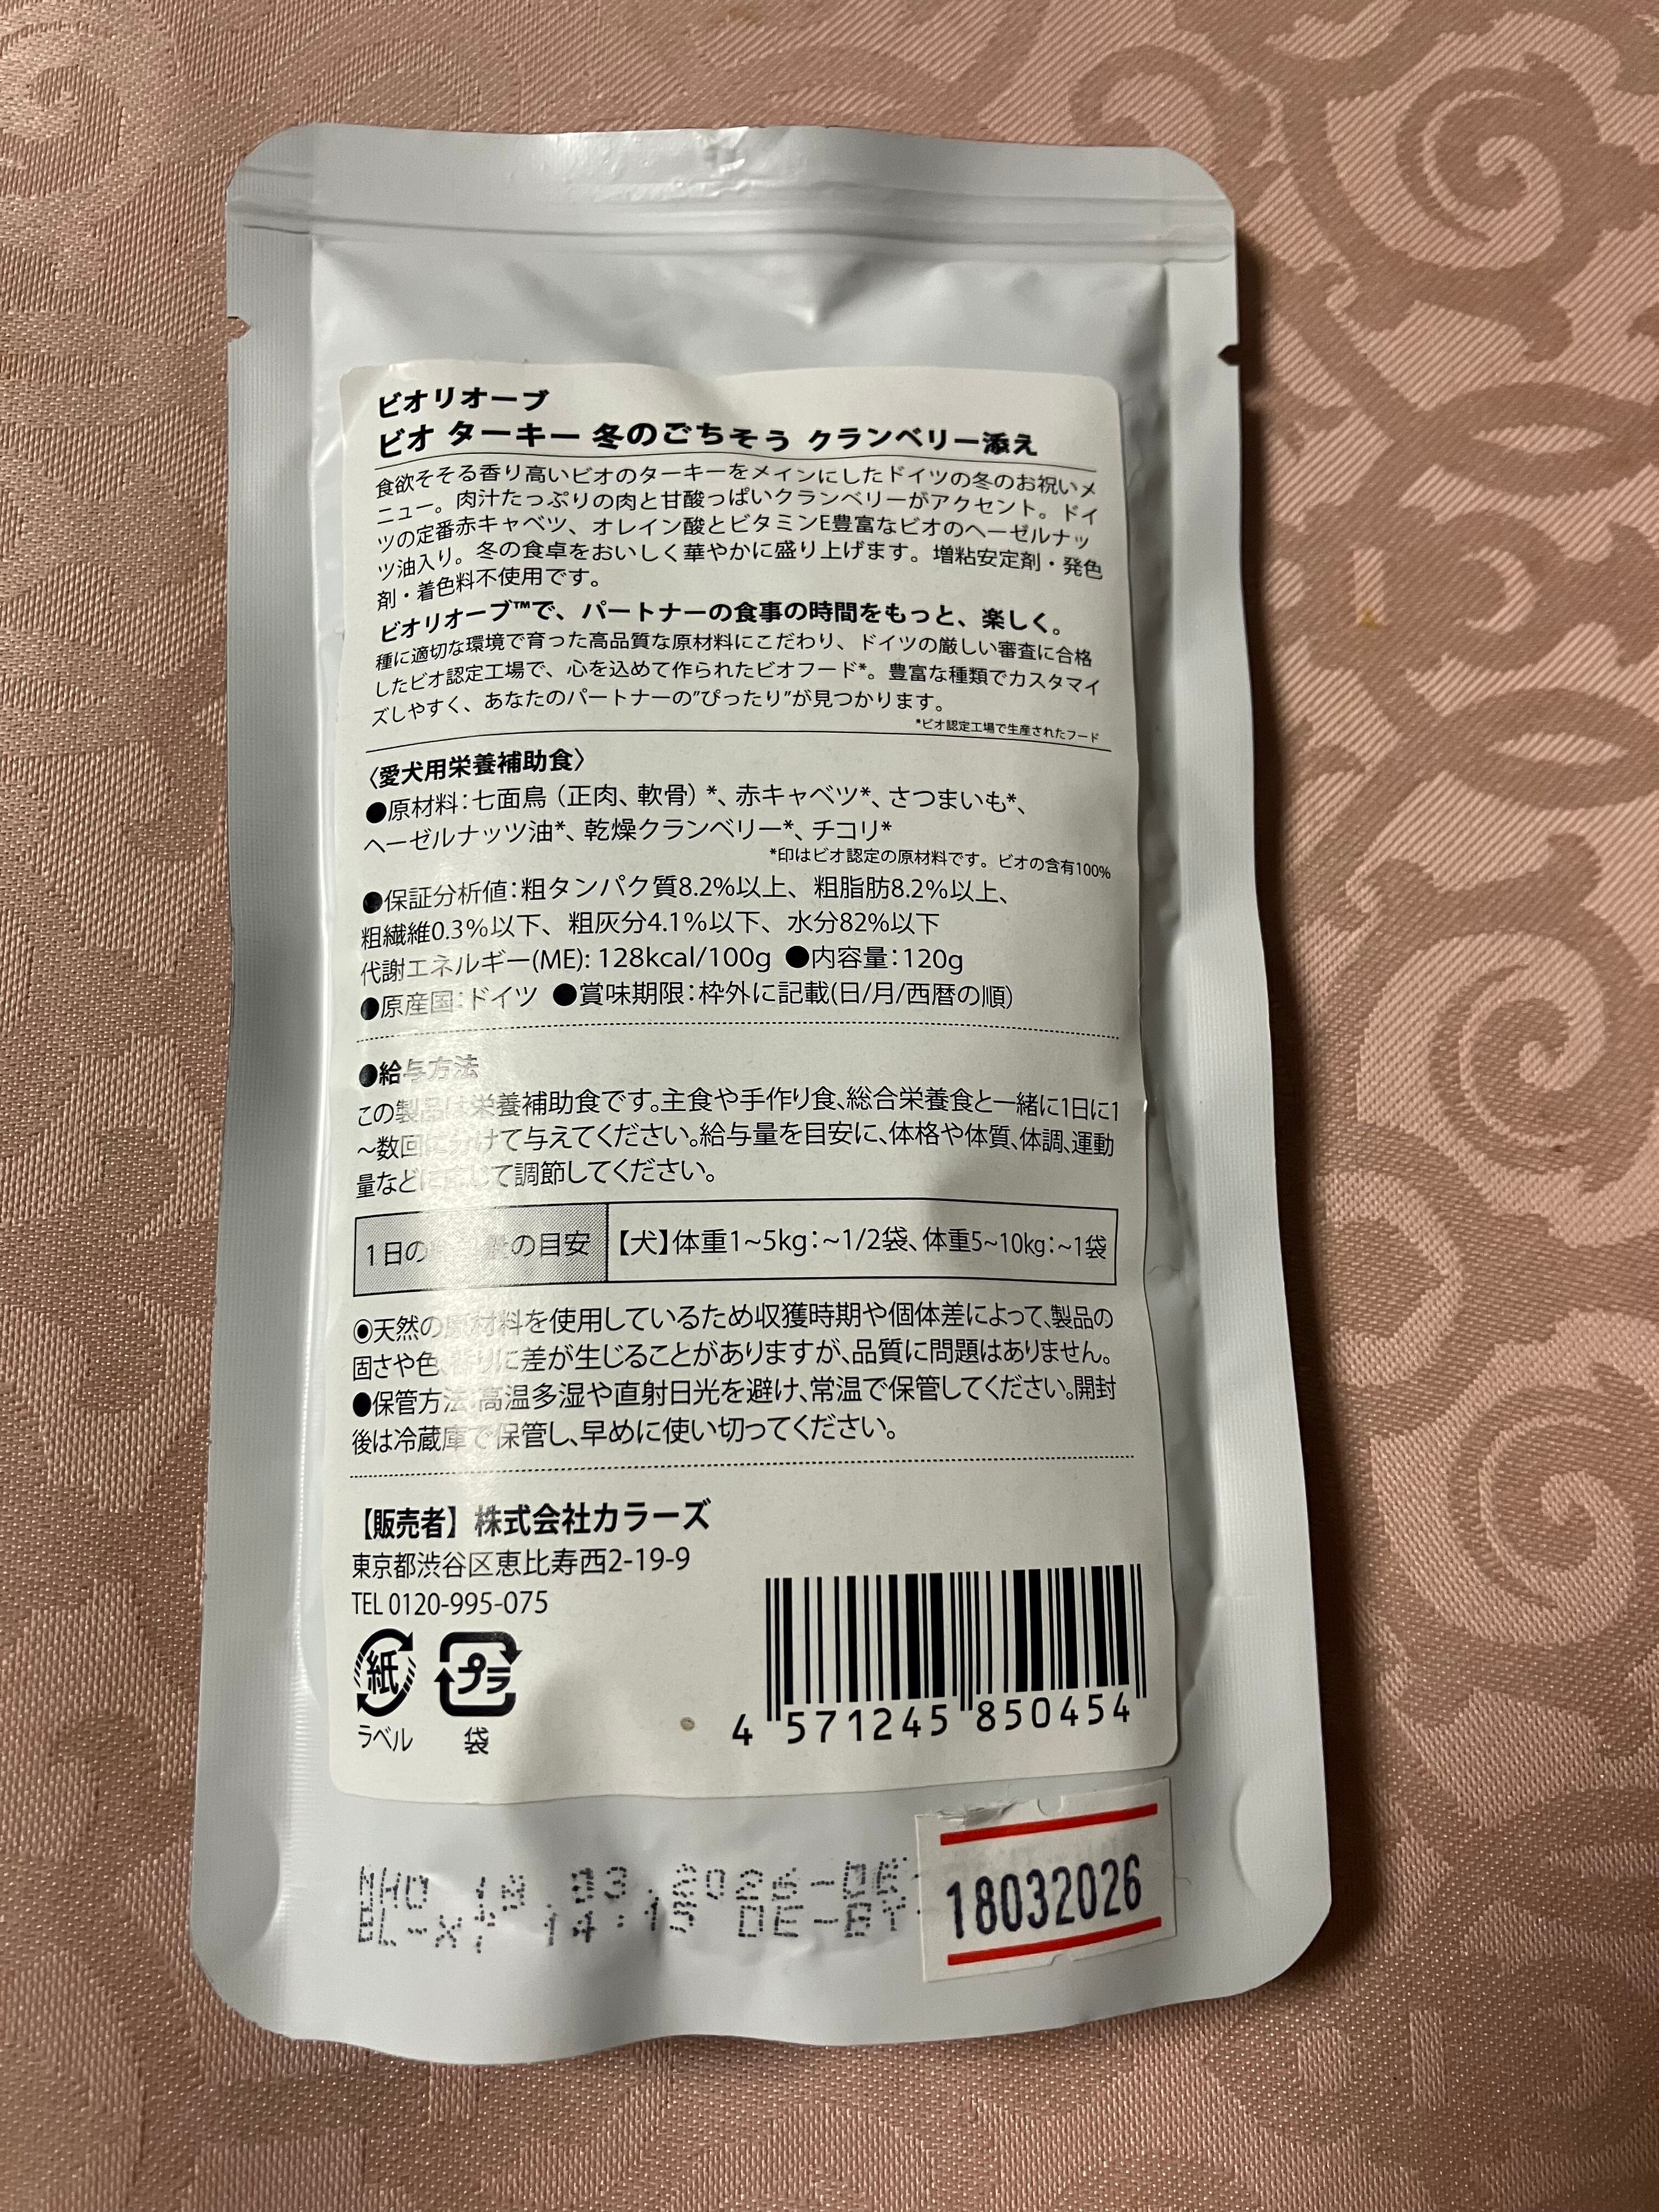 ビオリオーブ
ビオ ターキー 冬のごちそう クランベリー添え
食欲そそる香り高いビオのターキーをメインにしたドイツの冬のお祝いメ
ニュー。肉汁たっぷりの肉と甘酸っぱいクランベリーがアクセント。ドイ
ツの定番赤キャベツ、オレイン酸とビタミンE豊富なビオのヘーゼルナッ
ツ油入り。冬の食卓をおいしく華やかに盛り上げます。増粘安定剤・発色
剤・着色料不使用です。
ビオリオーブ™で、パートナーの食事の時間をもっと、楽しく。
種に適切な環境で育った高品質な原材料にこだわり、ドイツの厳しい審査に合格
したビオ認定工場で、心を込めて作られたビオフード*。豊富な種類でカスタマイ
ズしやすく、あなたのパートナーの"ぴったり"が見つかります。
*ビオ認定工場で生産されたフード
〈愛犬用栄養補助食〉
●原材料:七面鳥(正肉、軟骨)*、赤キャベツ*、さつまいも*、
ヘーゼルナッツ油*、乾燥クランベリー*、チコリ*
*印はビオ認定の原材料です。ビオの含有100%
●保証分析値:粗タンパク質8.2%以上、粗脂肪8.2%以上、
粗繊維0.3%以下、粗灰分4.1%以下、水分82%以下
代謝エネルギー(ME): 128kcal/100g ●内容量:120g
●原産国:ドイツ ●賞味期限:枠外に記載(日/月/西暦の順)
●給与方法
この製品は栄養補助食です。主食や手作り食、総合栄養食と一緒に1日に1
~数回に分けて与えてください。給与量を目安に、体格や体質、体調、運動
量などに応じて調節してください。
1日の の目安 【犬】体重1~5kg:~1/2袋、体重5~10kg:~1袋
◉天然の原材料を使用しているため収獲時期や個体差によって、製品の
固さや色、香りに差が生じることがありますが、品質に問題はありません。
●保管方法:高温多湿や直射日光を避け、常温で保管してください。開封
後は冷蔵庫で保管し、早めに使い切ってください。
【販売者】株式会社カラーズ
東京都渋谷区恵比寿西2-19-9
TEL 0120-995-075
紙 プラ
ラベル 袋
4 571245 850454
MHD 18.03.2026-DE-
14:15 DE-BY-
18032026